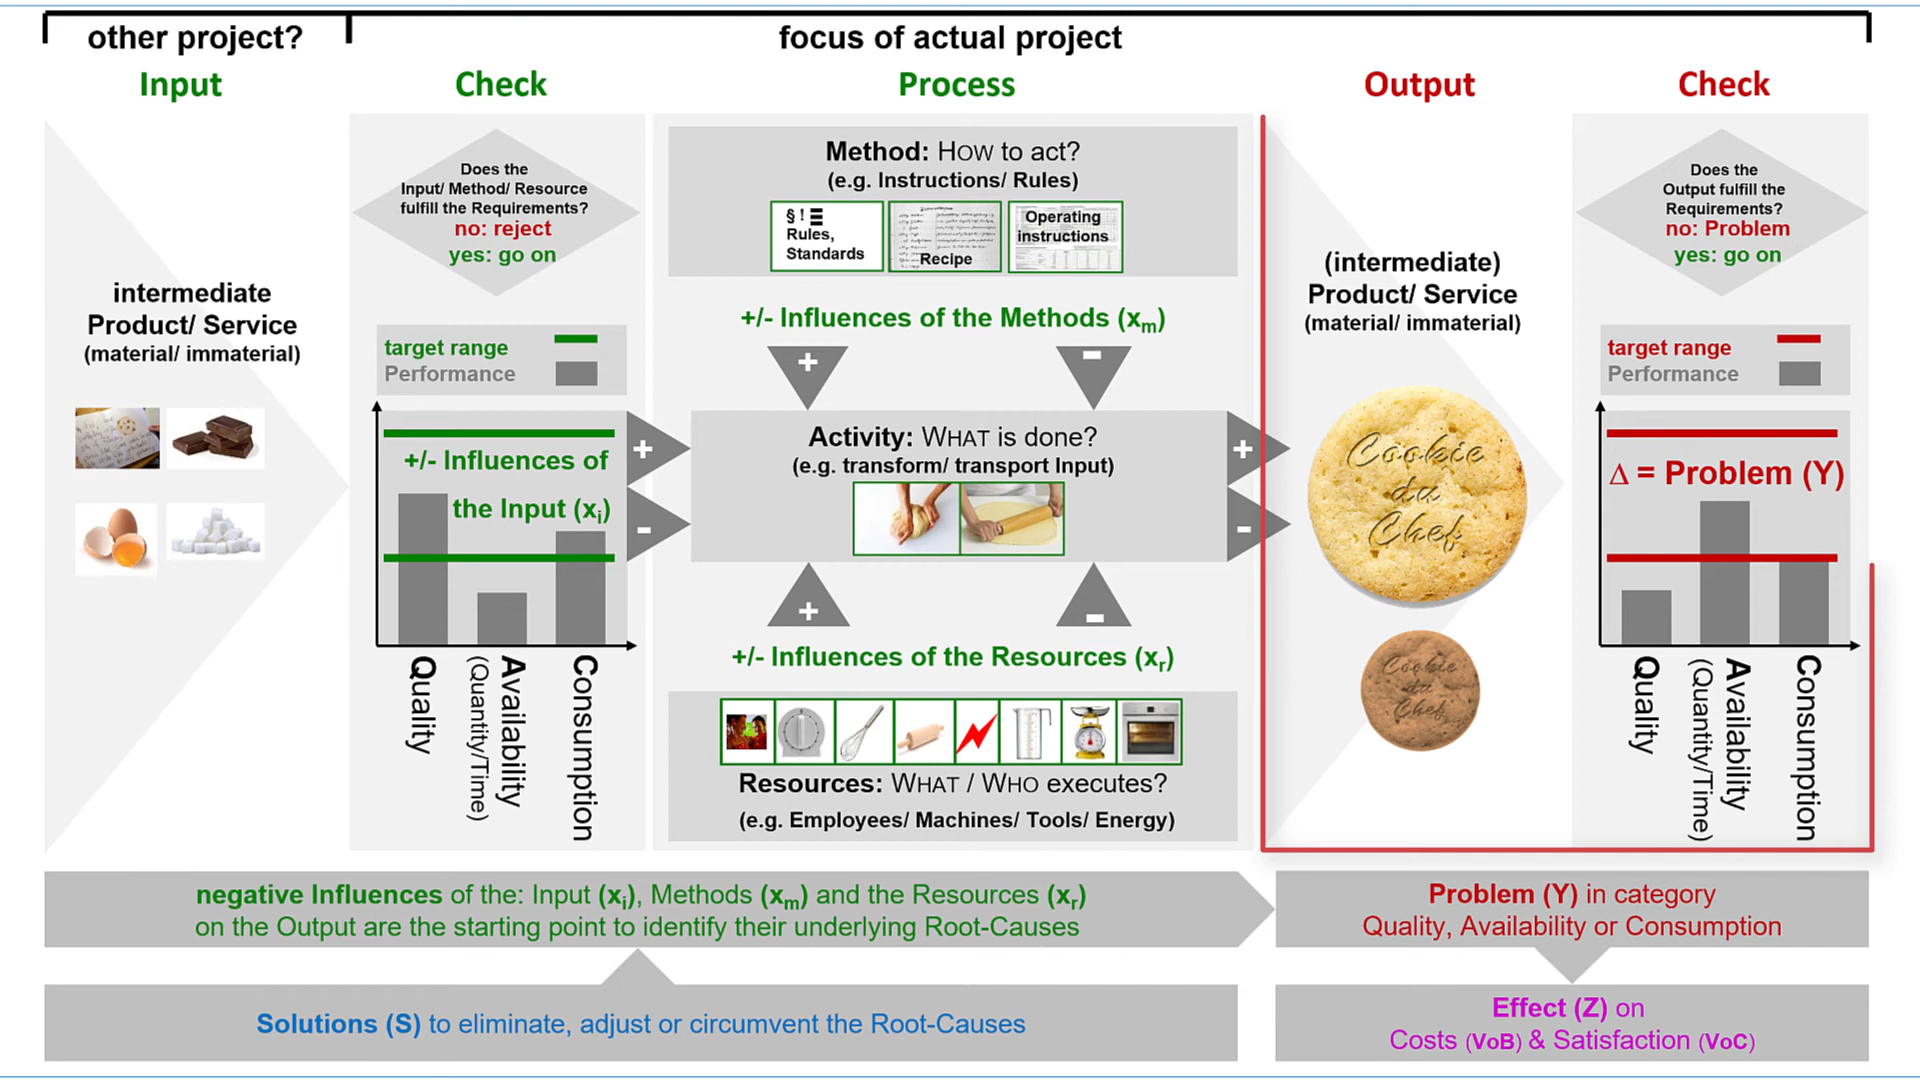 other project?
focus of actual project
Input
Check
Process
Output
Check
intermediate
Product/ Service
(material/ immaterial)
Does the
Input/ Method/ Resource
fulfill the Requirements?
no: reject
yes: go on
target range
Performance
+/- Influences of
the Input (xi)
Quality
Availability
(Quantity/Time)
Consumption
Method: HOW to act?
(e.g. Instructions/ Rules)
§ !
Rules,
Standards
Recipe
Operating
instructions
+/- Influences of the Methods (xm)
+
-
+
-
Activity: WHAT is done?
(e.g. transform/ transport Input)
+
-
+
-
+/- Influences of the Resources (xr)
Resources: WHAT / WHO executes?
(e.g. Employees/ Machines/ Tools/ Energy)
(intermediate)
Product/ Service
(material/ immaterial)
Cookie
du
Chef
Cookie
du
Chef
Does the
Output fulfill the
Requirements?
no: Problem
yes: go on
target range
Performance
Δ = Problem (Y)
Quality
Availability
(Quantity/Time)
Consumption
negative Influences of the: Input (xi), Methods (xm) and the Resources (xr)
on the Output are the starting point to identify their underlying Root-Causes
Problem (Y) in category
Quality, Availability or Consumption
Solutions (S) to eliminate, adjust or circumvent the Root-Causes
Effect (Z) on
Costs (VoB) & Satisfaction (VoC)